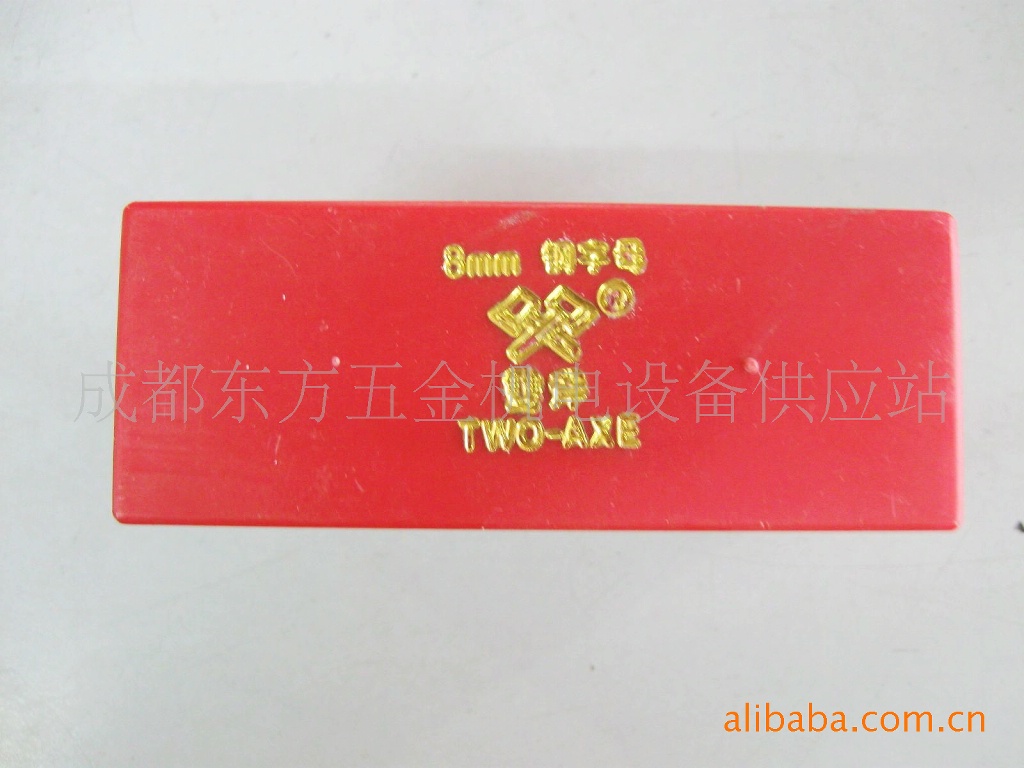 8mm 钢字母
®
成都东方五金机电设备供应站
TWO-AXE
alibaba.com.cn